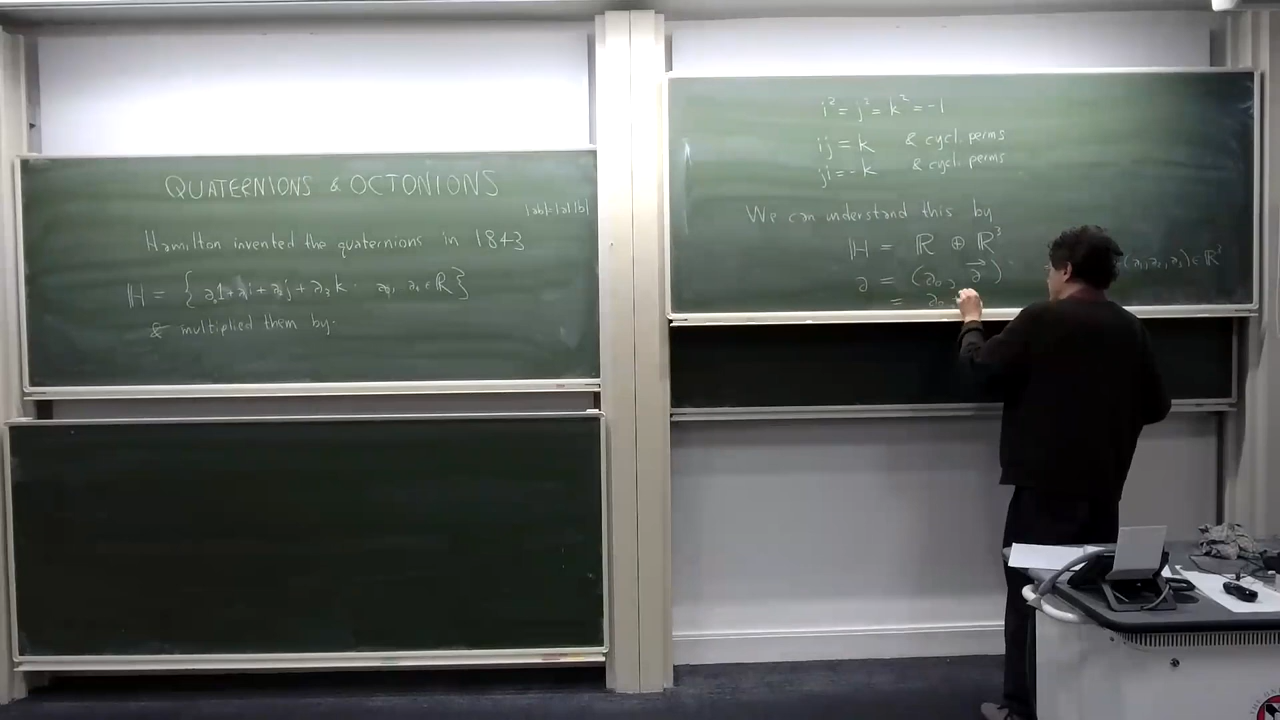 QUATERNIONS & OCTONIONS
|ab|=|a||b|
Hamilton invented the quaternions in 1843
ℍ = { a₀1+a₁i+a₂j+a₃k : a₀, a₁ ∈ ℝ }
& multiplied them by:
i² = j² = k² = -1
ij = k & cycl. perms
ji = -k & cycl. perms
We can understand this by
ℍ = ℝ ⊕ ℝ³
a = (a₀, a⃗)
(a₁,a₂,a₃) ∈ ℝ³
= a₀